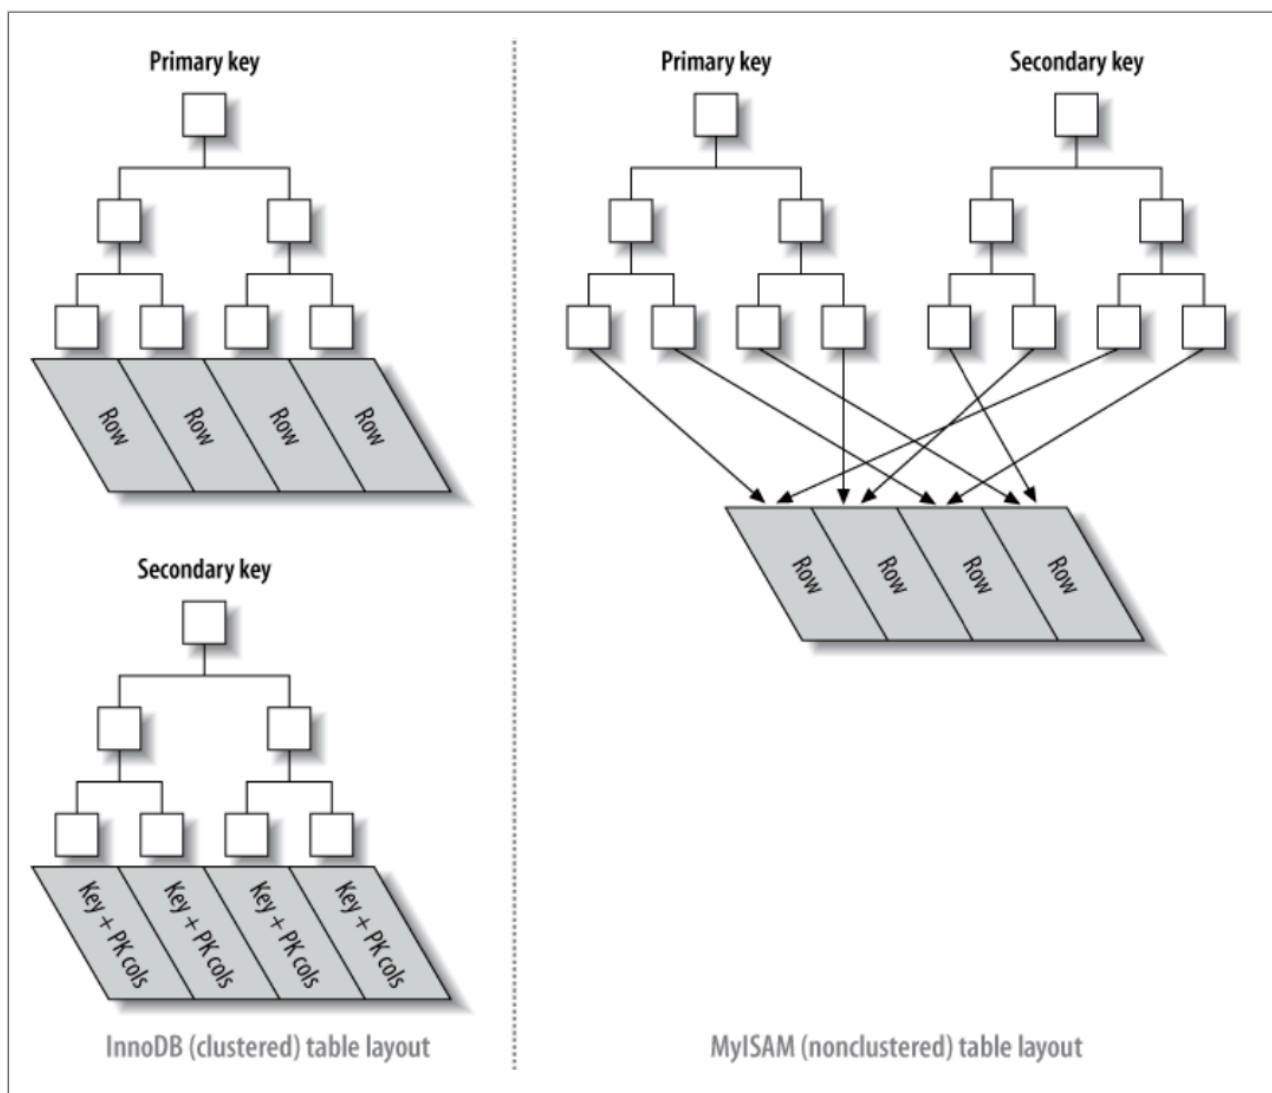 Primary key
Row
Row
Row
Row
Secondary key
Key + PK cols
Key + PK cols
Key + PK cols
Key + PK cols
InnoDB (clustered) table layout
Primary key
Secondary key
Row
Row
Row
Row
MyISAM (nonclustered) table layout